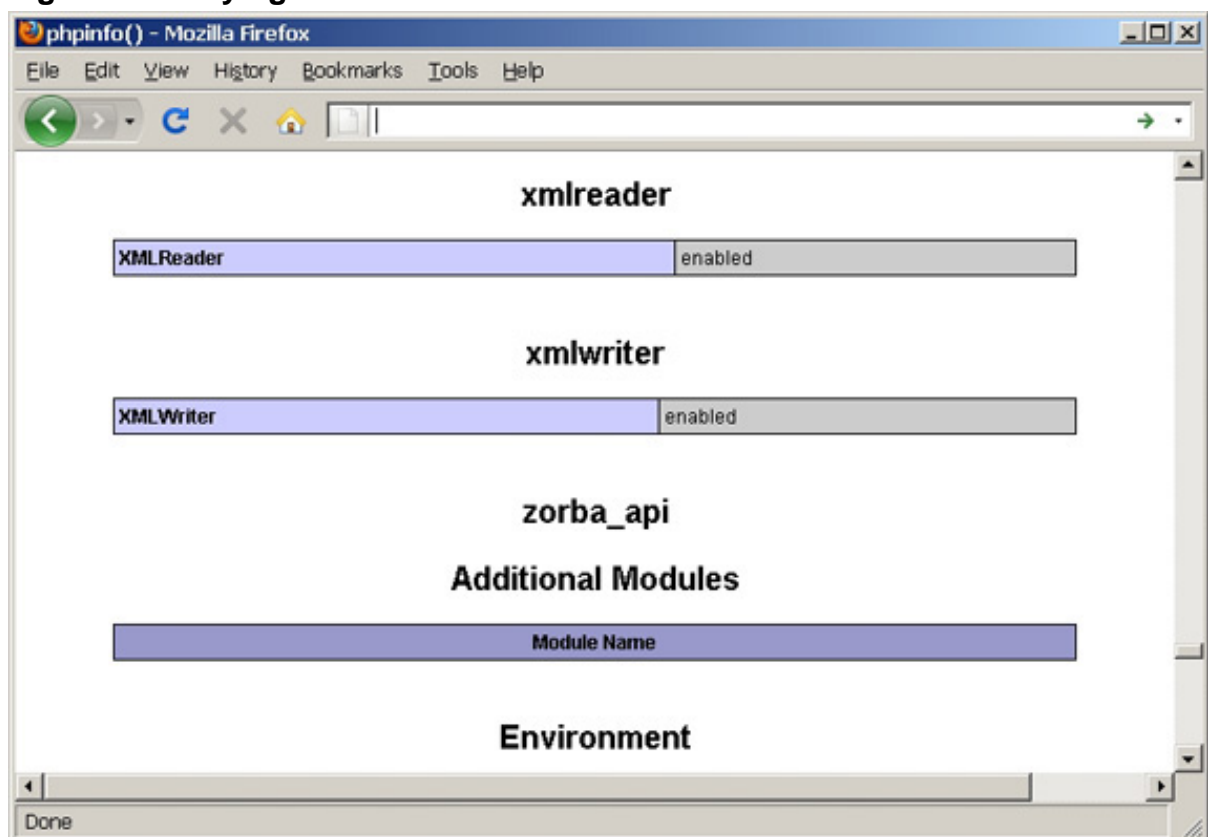 phpinfo() - Mozilla Firefox
File Edit View History Bookmarks Tools Help
xmlreader
XMLReader enabled
xmlwriter
XMLWriter enabled
zorba_api
Additional Modules
Module Name
Environment
Done